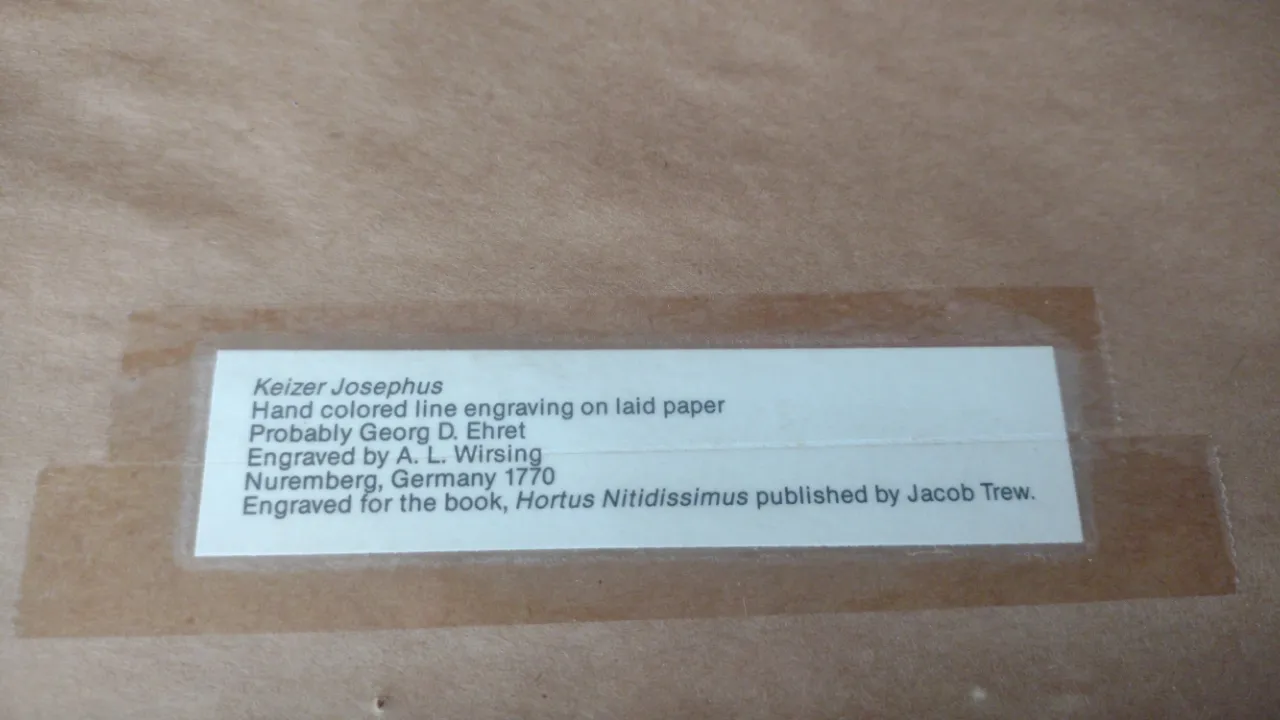 Keizer Josephus
Hand colored line engraving on laid paper
Probably Georg D. Ehret
Engraved by A. L. Wirsing
Nuremberg, Germany 1770
Engraved for the book, Hortus Nitidissimus published by Jacob Trew.